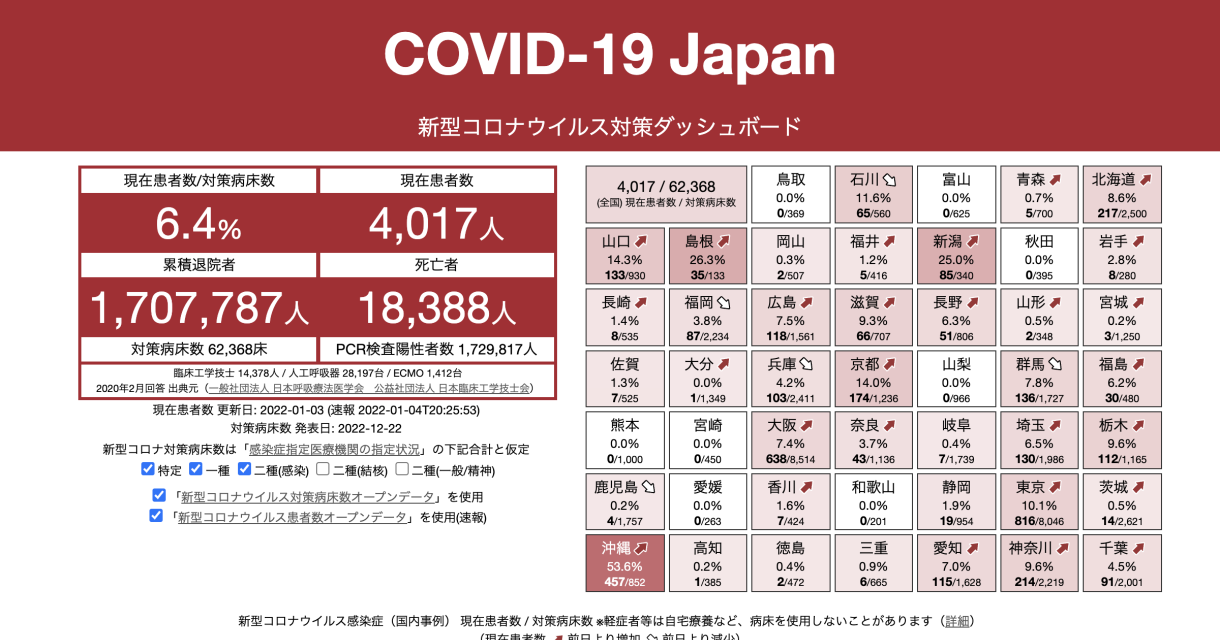 COVID-19 Japan
新型コロナウイルス対策ダッシュボード
現在患者数/対策病床数
現在患者数
6.4%
4,017人
累積退院者
死亡者
1,707,787人
18,388人
対策病床数 62,368床
PCR検査陽性者数 1,729,817人
臨床工学技士 14,378人 / 人工呼吸器 28,197台 / ECMO 1,412台
2020年2月回答 出典元（一般社団法人 日本呼吸療法医学会　公益社団法人 日本臨床工学技士会）
現在患者数 更新日: 2022-01-03 (速報 2022-01-04T20:25:53)
対策病床数 発表日: 2022-12-22
新型コロナ対策病床数は「感染症指定医療機関の指定状況」の下記合計と仮定
特定 一種 二種(感染) 二種(結核) 二種(一般/精神)
「新型コロナウイルス対策病床数オープンデータ」を使用
「新型コロナウイルス患者数オープンデータ」を使用(速報)
4,017 / 62,368
(全国) 現在患者数 / 対策病床数
鳥取
0.0%
0/369
石川
11.6%
65/560
富山
0.0%
0/625
青森
0.7%
5/700
北海道
8.6%
217/2,500
山口
14.3%
133/930
島根
26.3%
35/133
岡山
0.3%
2/507
福井
1.2%
5/416
新潟
25.0%
85/340
秋田
0.0%
0/395
岩手
2.8%
8/280
長崎
1.4%
8/535
福岡
3.8%
87/2,234
広島
7.5%
118/1,561
滋賀
9.3%
66/707
長野
6.3%
51/806
山形
0.5%
2/348
宮城
0.2%
3/1,250
佐賀
1.3%
7/525
大分
0.0%
1/1,349
兵庫
4.2%
103/2,411
京都
14.0%
174/1,236
山梨
0.0%
0/966
群馬
7.8%
136/1,727
福島
6.2%
30/480
熊本
0.0%
0/1,000
宮崎
0.0%
0/450
大阪
7.4%
638/8,514
奈良
3.7%
43/1,136
岐阜
0.4%
7/1,739
埼玉
6.5%
130/1,986
栃木
9.6%
112/1,165
鹿児島
0.2%
4/1,757
愛媛
0.0%
0/263
香川
1.6%
7/424
和歌山
0.0%
0/201
静岡
1.9%
19/954
東京
10.1%
816/8,046
茨城
0.5%
14/2,621
沖縄
53.6%
457/852
高知
0.2%
1/385
徳島
0.4%
2/472
三重
0.9%
6/665
愛知
7.0%
115/1,628
神奈川
9.6%
214/2,219
千葉
4.5%
91/2,001
新型コロナウイルス感染症（国内事例） 現在患者数 / 対策病床数 ※軽症者等は自宅療養など、病床を使用しないことがあります（詳細）
（現在患者数 前日より増加 前日より減少）